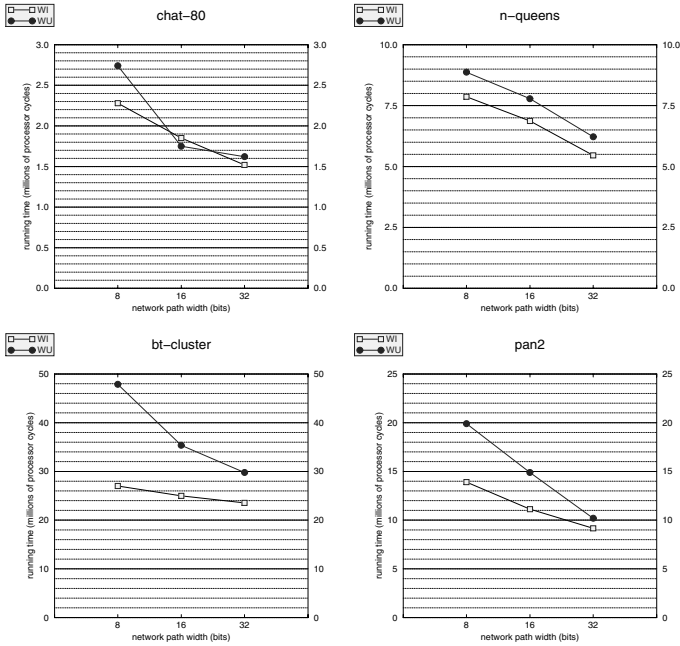 WI
WU
chat-80
3.0
2.5
2.0
1.5
1.0
0.5
0.0
3.0
2.5
2.0
1.5
1.0
0.5
0.0
running time (millions of processor cycles)
8 16 32
network path width (bits)
WI
WU
n-queens
10.0
7.5
5.0
2.5
0.0
10.0
7.5
5.0
2.5
0.0
running time (millions of processor cycles)
8 16 32
network path width (bits)
WI
WU
bt-cluster
50
40
30
20
10
0
50
40
30
20
10
0
running time (millions of processor cycles)
8 16 32
network path width (bits)
WI
WU
pan2
25
20
15
10
5
0
25
20
15
10
5
0
running time (millions of processor cycles)
8 16 32
network path width (bits)